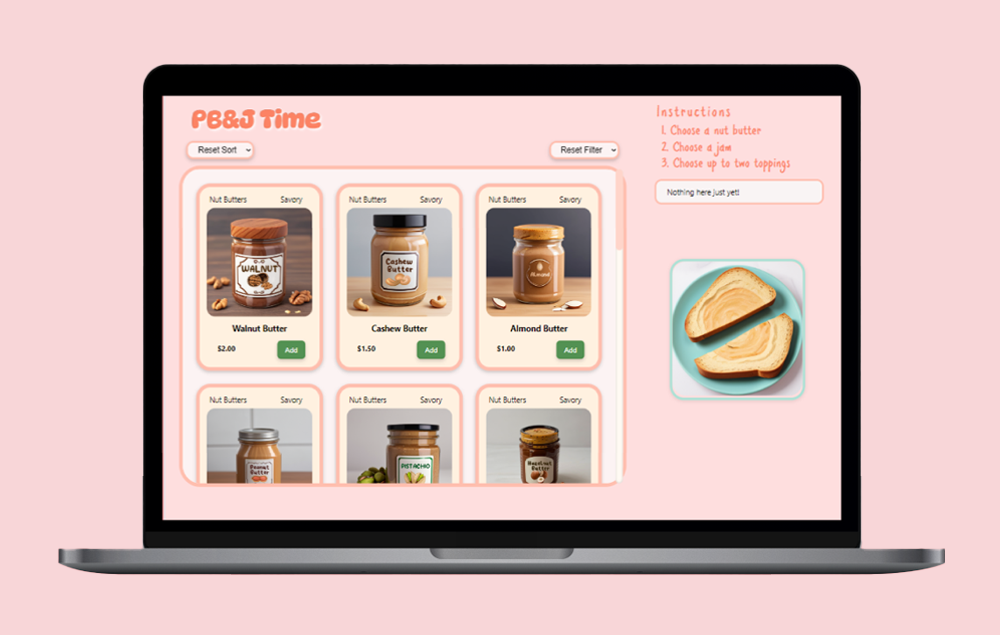 PB&J Time
Reset Sort
Reset Filter
Instructions
1. Choose a nut butter
2. Choose a jam
3. Choose up to two toppings
Nothing here just yet!
Nut Butters Savory
Nut Butters Savory
Nut Butters Savory
WALNUT
Cashew
Butter
Almond
Walnut Butter
Cashew Butter
Almond Butter
$2.00 Add
$1.50 Add
$1.00 Add
Nut Butters Savory
Nut Butters Savory
Nut Butters Savory
Peanut
Butter
PISTACHIO
Hazelnut
Butter